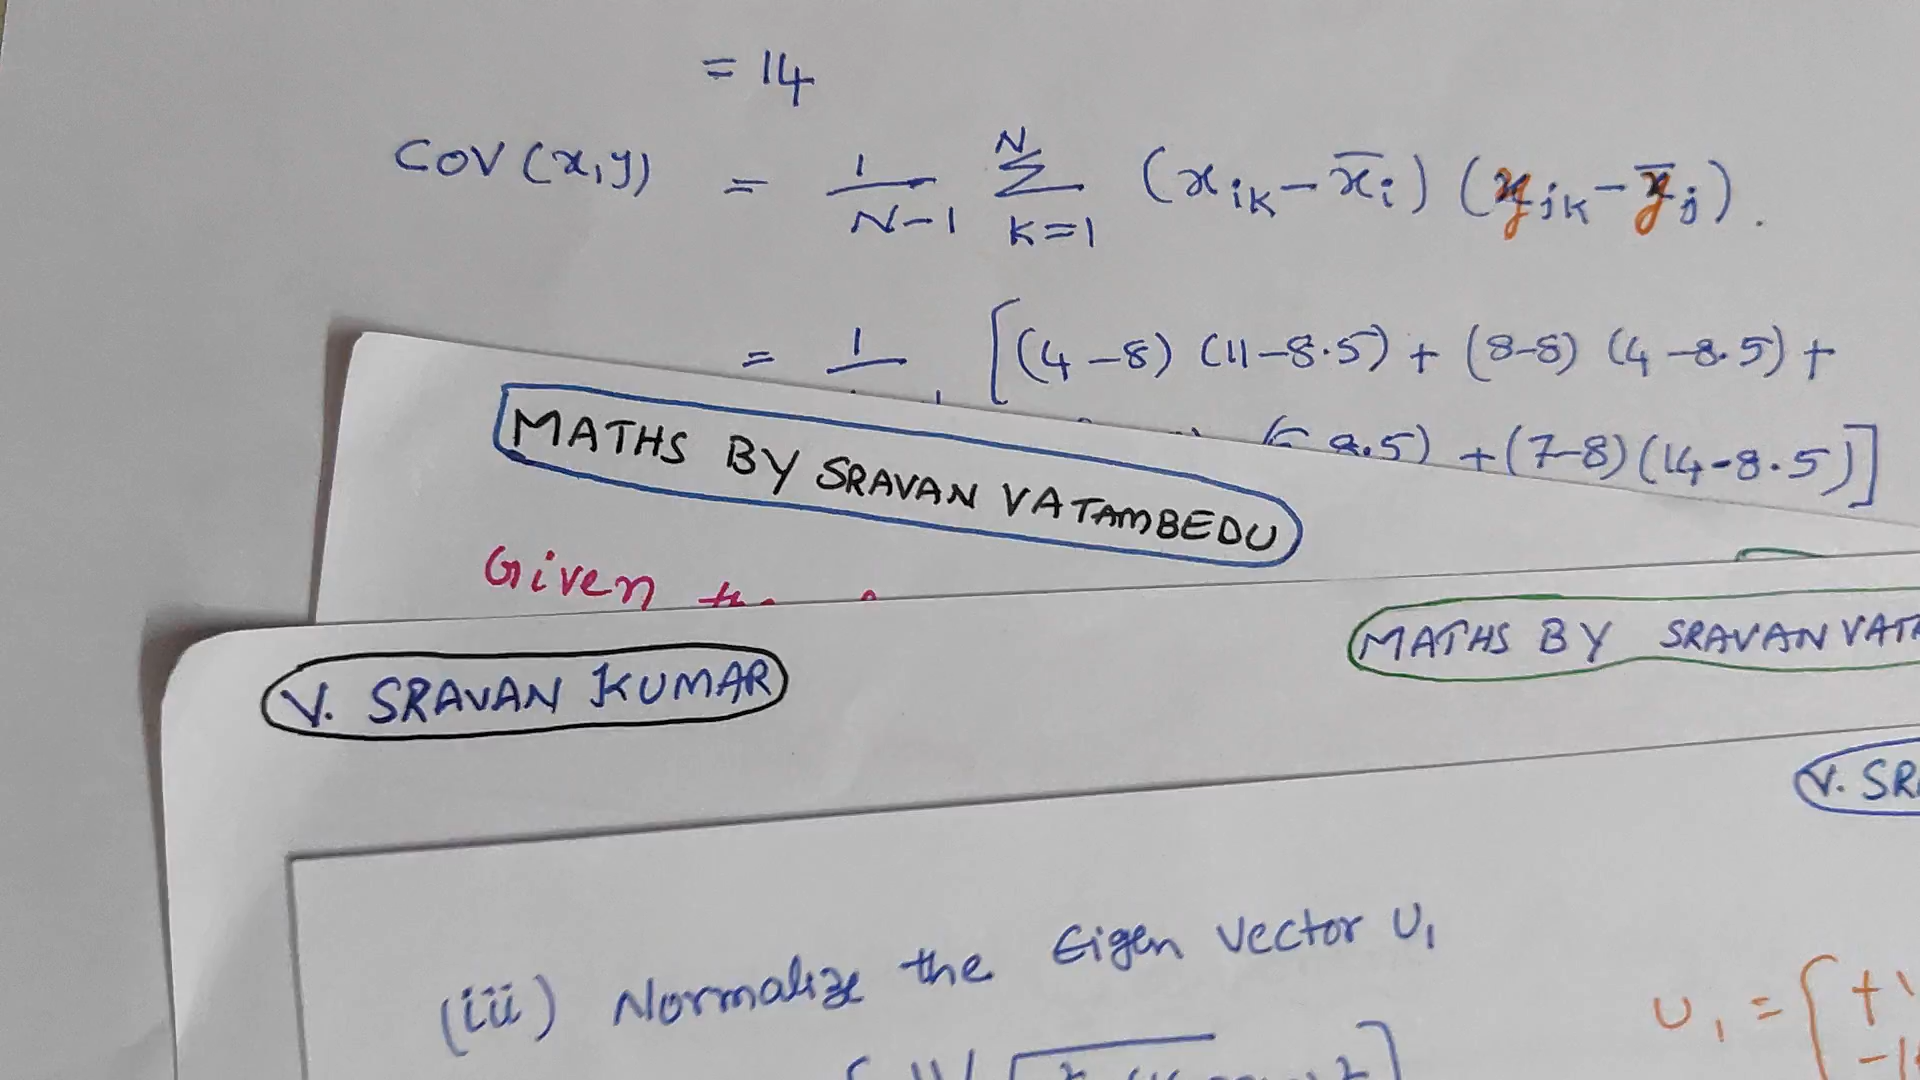 = 14
COV (x,y) = 1/N-1 N Σ K=1 (xiK - x̄i) (yjK - ȳj).
= 1 [(4-8) (11-8.5) + (8-8) (4-8.5) +
8.5) + (7-8) (14-8.5)]
MATHS BY SRAVAN VATAMBEDU
Given
V. SRAVAN KUMAR
MATHS BY SRAVAN
V.
(iii) Normalize the Eigen Vector U1
U1 =